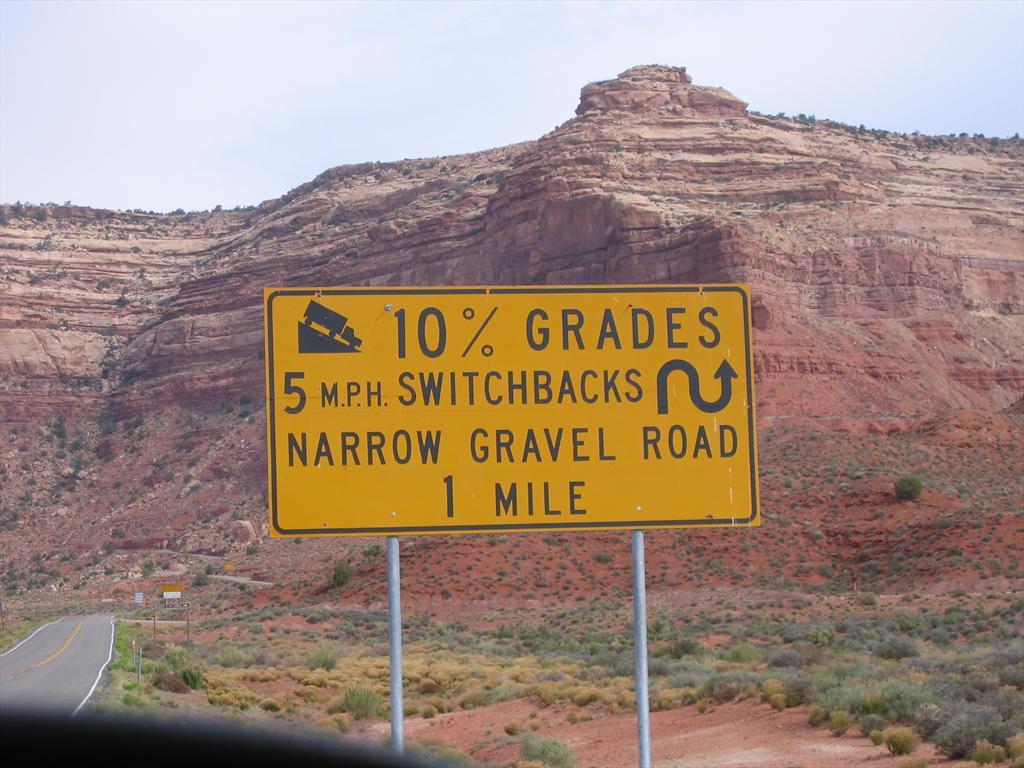 10% GRADES
5 M.P.H. SWITCHBACKS
NARROW GRAVEL ROAD
1 MILE